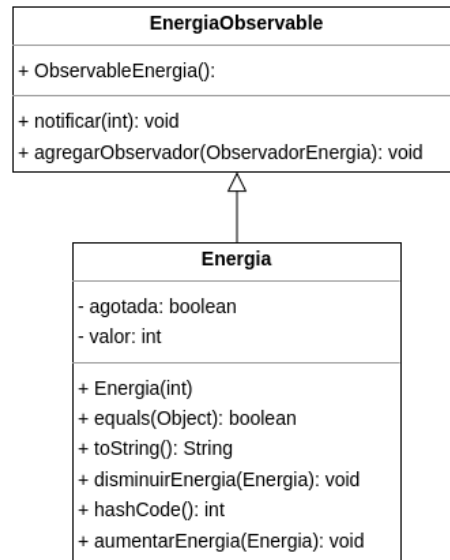 EnergiaObservable
+ ObservableEnergia():
+ notificar(int): void
+ agregarObservador(ObservadorEnergia): void
Energia
- agotada: boolean
- valor: int
+ Energia(int)
+ equals(Object): boolean
+ toString(): String
+ disminuirEnergia(Energia): void
+ hashCode(): int
+ aumentarEnergia(Energia): void